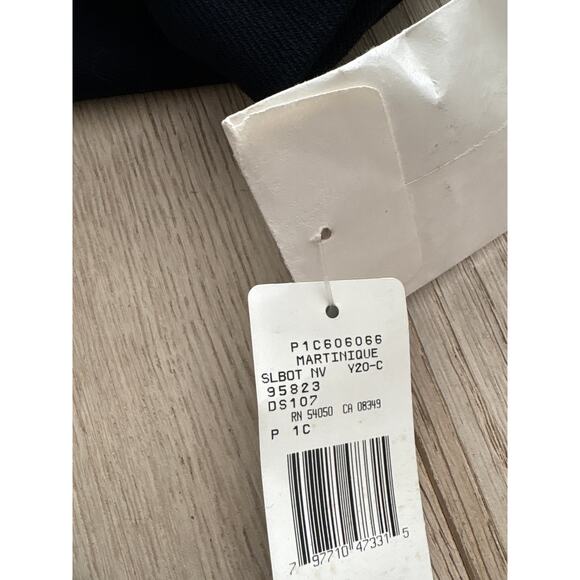 P1C606066
MARTINIQUE
SLBOT NV Y20-C
95823
DS107
RN 54050 CA 08349
P 1C
7 97710 47331 5